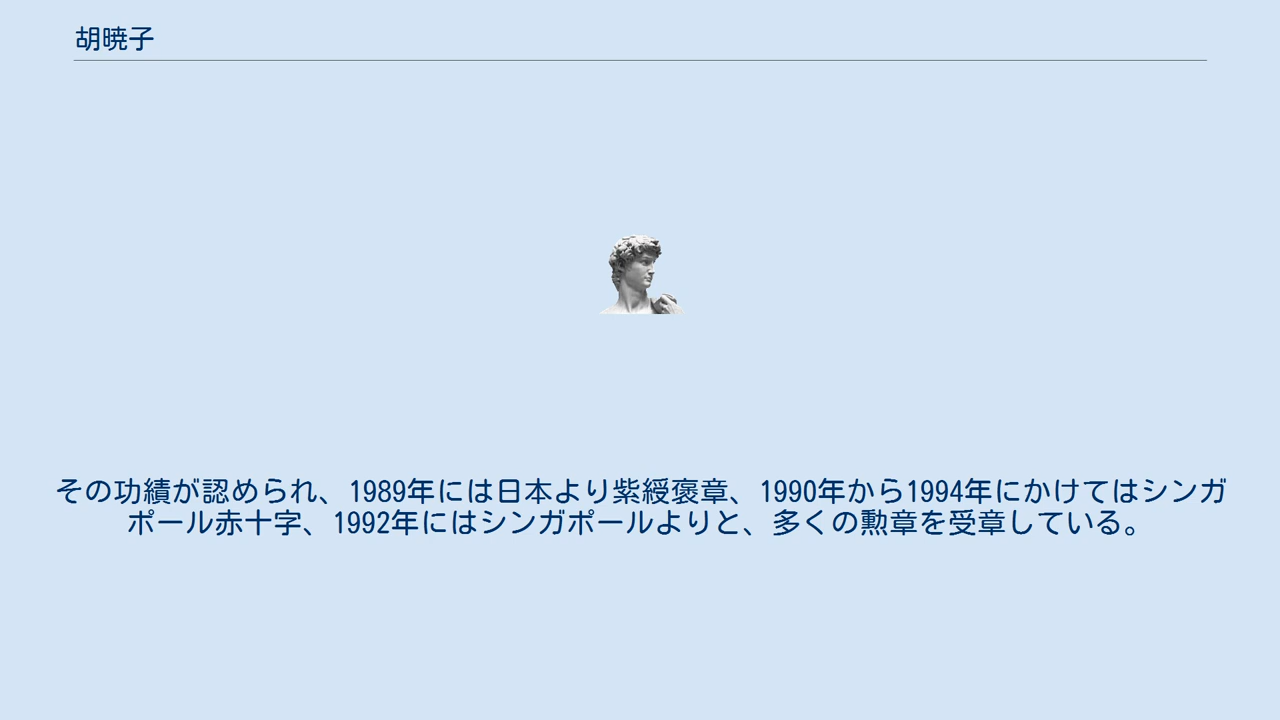 胡暁子
その功績が認められ、1989年には日本より紫綬褒章、1990年から1994年にかけてはシンガ
ポール赤十字、1992年にはシンガポールよりと、多くの勲章を受章している。